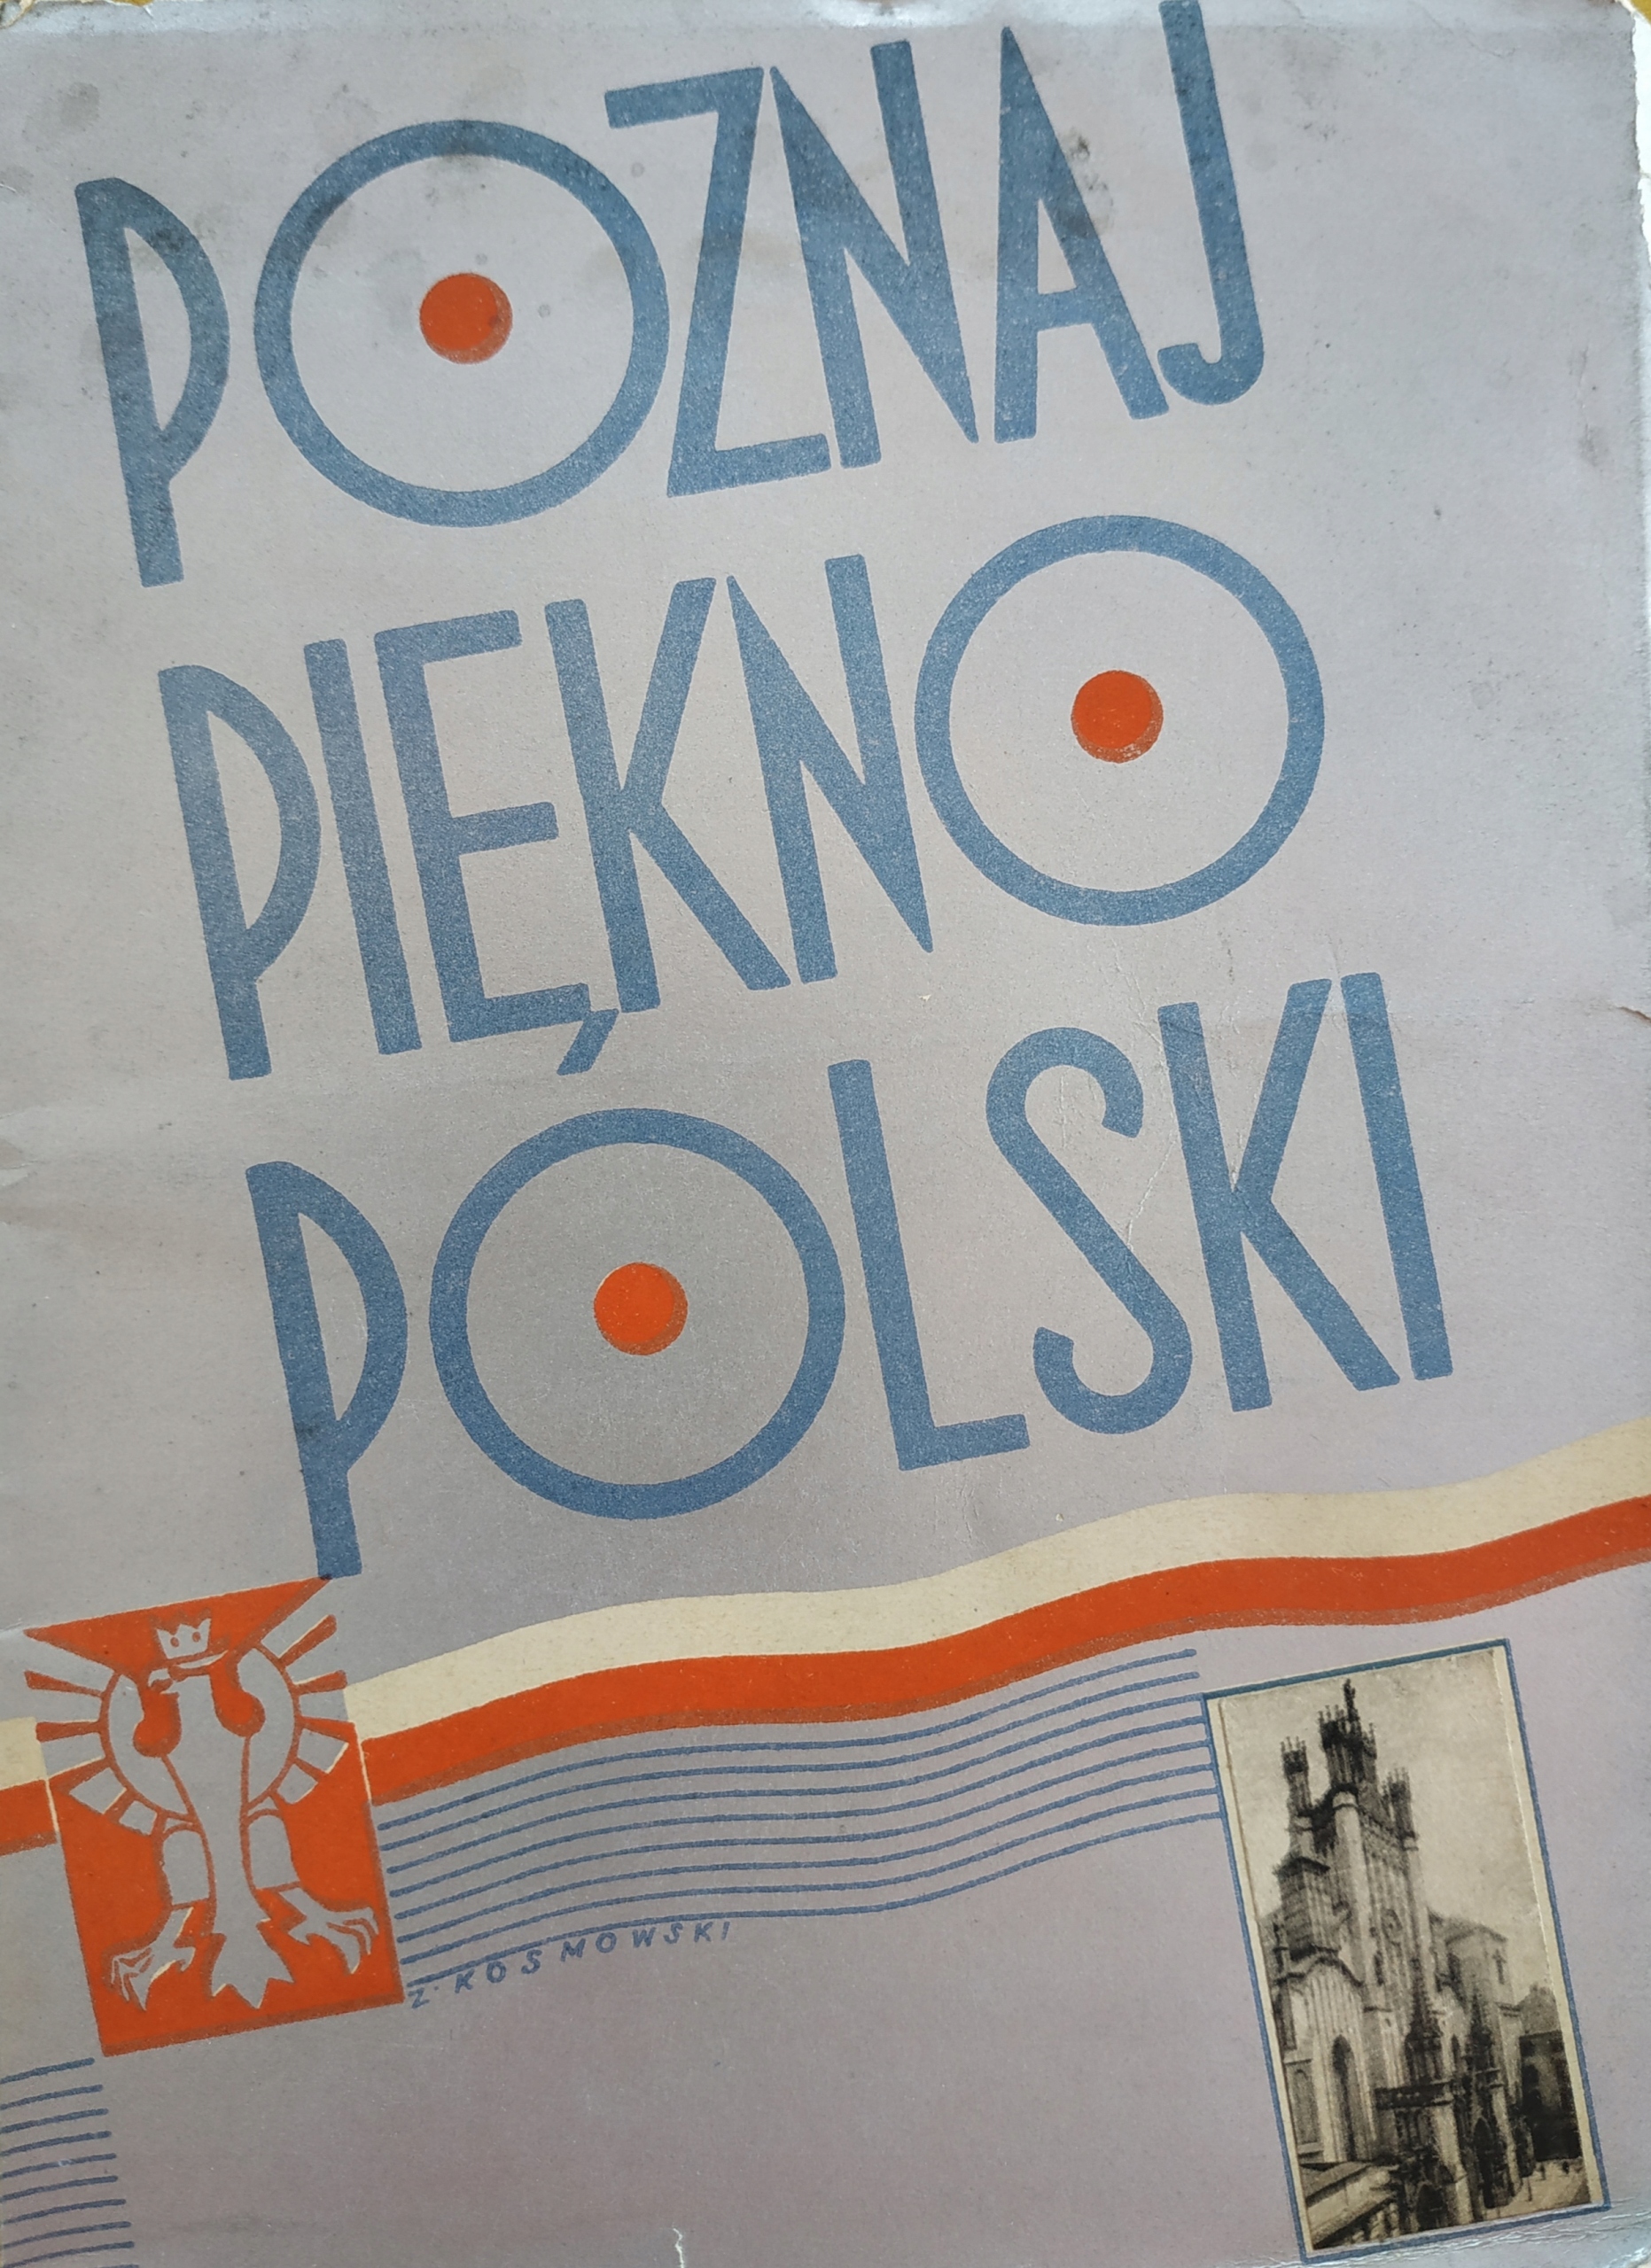 POZNAJ
PIĘKNO
POLSKI
Z. KOSMOWSKI